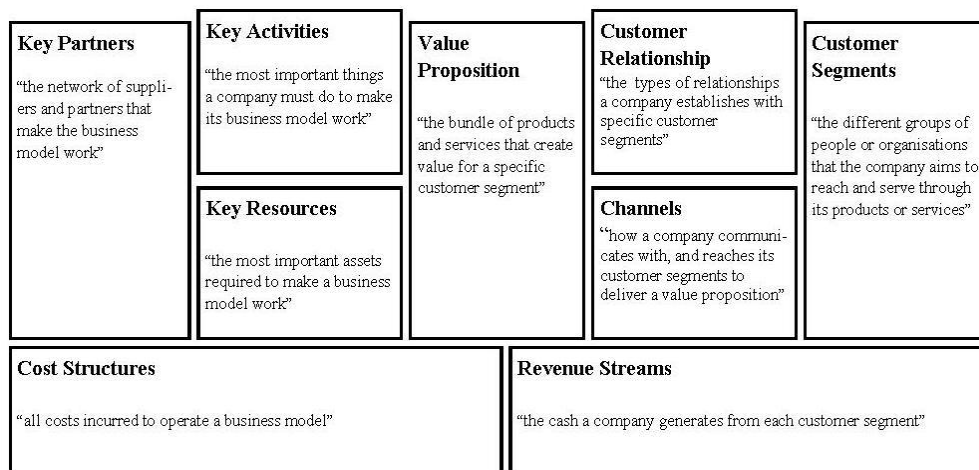 Key Partners
“the network of suppli-
ers and partners that
make the business
model work”
Key Activities
“the most important things
a company must do to make
its business model work”
Key Resources
“the most important assets
required to make a business
model work”
Value
Proposition
“the bundle of products
and services that create
value for a specific
customer segment”
Customer
Relationship
“the types of relationships
a company establishes with
specific customer
segments”
Channels
“how a company communi-
cates with, and reaches its
customer segments to
deliver a value proposition”
Customer
Segments
“the different groups of
people or organisations
that the company aims to
reach and serve through
its products or services”
Cost Structures
“all costs incurred to operate a business model”
Revenue Streams
“the cash a company generates from each customer segment”